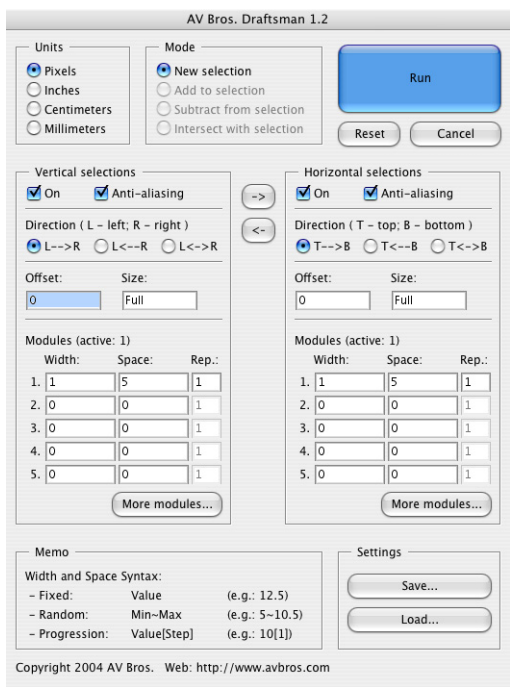 AV Bros. Draftsman 1.2
Units
Pixels
Inches
Centimeters
Millimeters
Mode
New selection
Add to selection
Subtract from selection
Intersect with selection
Run
Reset
Cancel
Vertical selections
On
Anti-aliasing
Direction ( L - left; R - right )
L-->R
L<--R
L<->R
Offset:
Size:
0
Full
Modules (active: 1)
Width:
Space:
Rep.:
1. 1 5 1
2. 0 0 1
3. 0 0 1
4. 0 0 1
5. 0 0 1
More modules...
->
<-
Horizontal selections
On
Anti-aliasing
Direction ( T - top; B - bottom )
T-->B
T<--B
T<->B
Offset:
Size:
0
Full
Modules (active: 1)
Width:
Space:
Rep.:
1. 1 5 1
2. 0 0 1
3. 0 0 1
4. 0 0 1
5. 0 0 1
More modules...
Memo
Width and Space Syntax:
- Fixed: Value (e.g.: 12.5)
- Random: Min~Max (e.g.: 5~10.5)
- Progression: Value[Step] (e.g.: 10[1])
Settings
Save...
Load...
Copyright 2004 AV Bros. Web: http://www.avbros.com